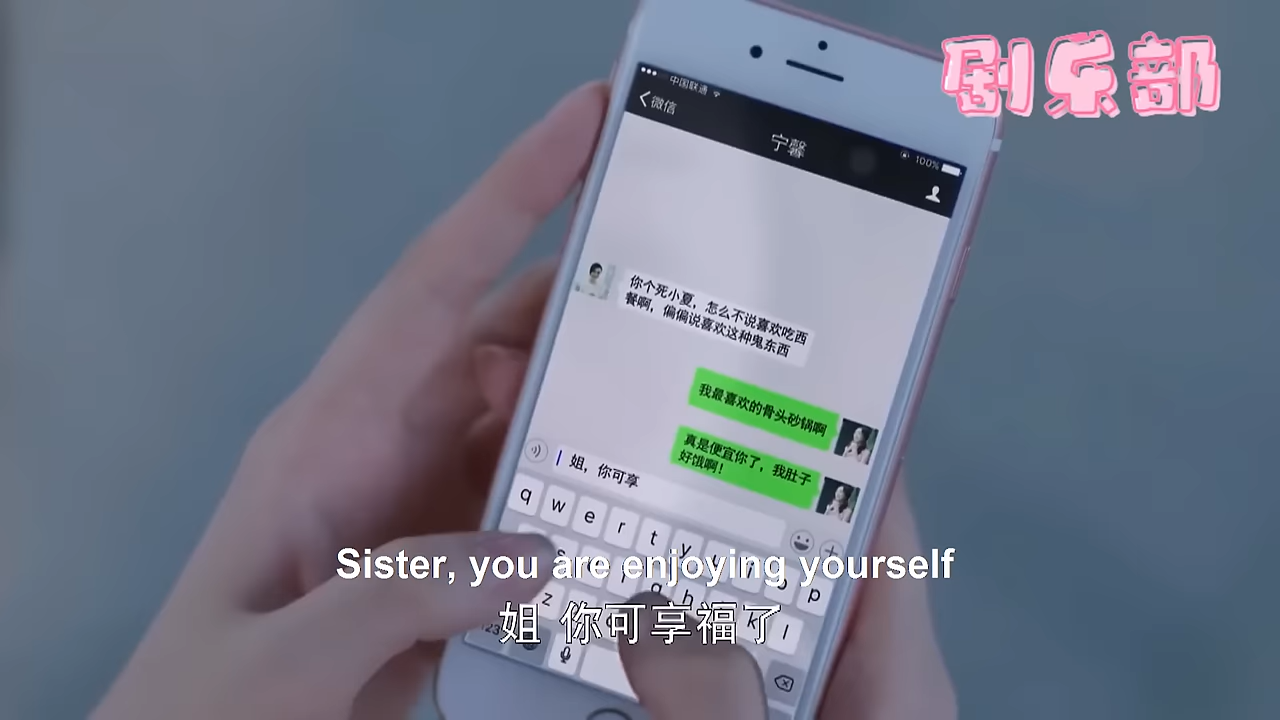 剧乐部
中国联通
100%
微信
宁馨
你个死小夏，怎么不说喜欢吃西
餐啊，偏偏说喜欢这种鬼东西
我最喜欢的骨头砂锅啊
真是便宜你了，我肚子
好饿啊！
姐，你可享
q w e r t y u i o p
s g h k l
z
123
Sister, you are enjoying yourself
姐 你可享福了